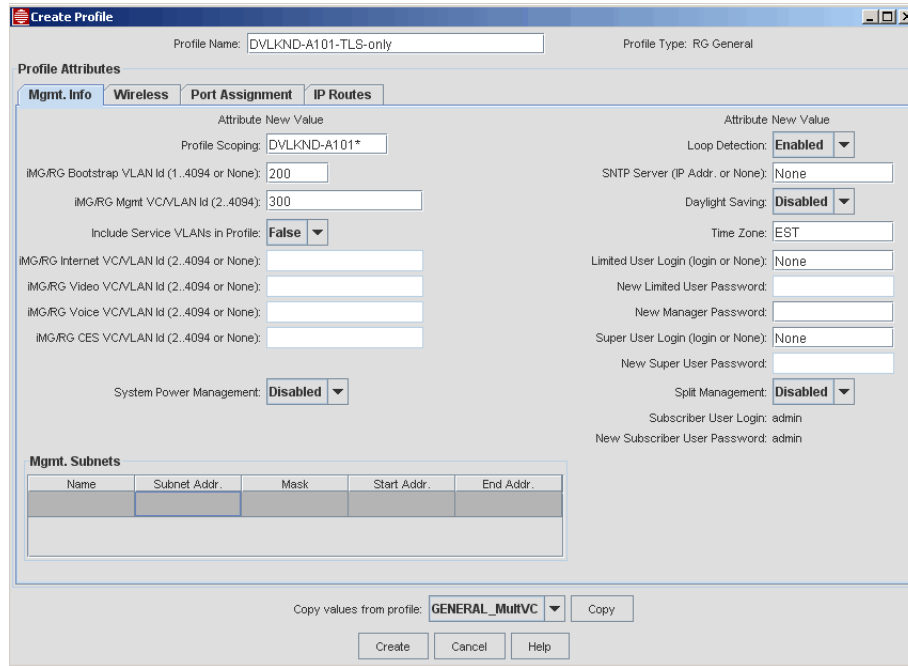 Create Profile
Profile Name: DVLKND-A101-TLS-only Profile Type: RG General
Profile Attributes
Mgmt. Info Wireless Port Assignment IP Routes
Attribute New Value
Profile Scoping: DVLKND-A101*
iMG/RG Bootstrap VLAN Id (1..4094 or None): 200
iMG/RG Mgmt VC/VLAN Id (2..4094): 300
Include Service VLANs in Profile: False
iMG/RG Internet VC/VLAN Id (2..4094 or None):
iMG/RG Video VC/VLAN Id (2..4094 or None):
iMG/RG Voice VC/VLAN Id (2..4094 or None):
iMG/RG CES VC/VLAN Id (2..4094 or None):
System Power Management: Disabled
Attribute New Value
Loop Detection: Enabled
SNTP Server (IP Addr. or None): None
Daylight Saving: Disabled
Time Zone: EST
Limited User Login (login or None): None
New Limited User Password:
New Manager Password:
Super User Login (login or None): None
New Super User Password:
Split Management: Disabled
Subscriber User Login: admin
New Subscriber User Password: admin
Mgmt. Subnets
Name Subnet Addr. Mask Start Addr. End Addr.
Copy values from profile: GENERAL_MultVC Copy
Create Cancel Help